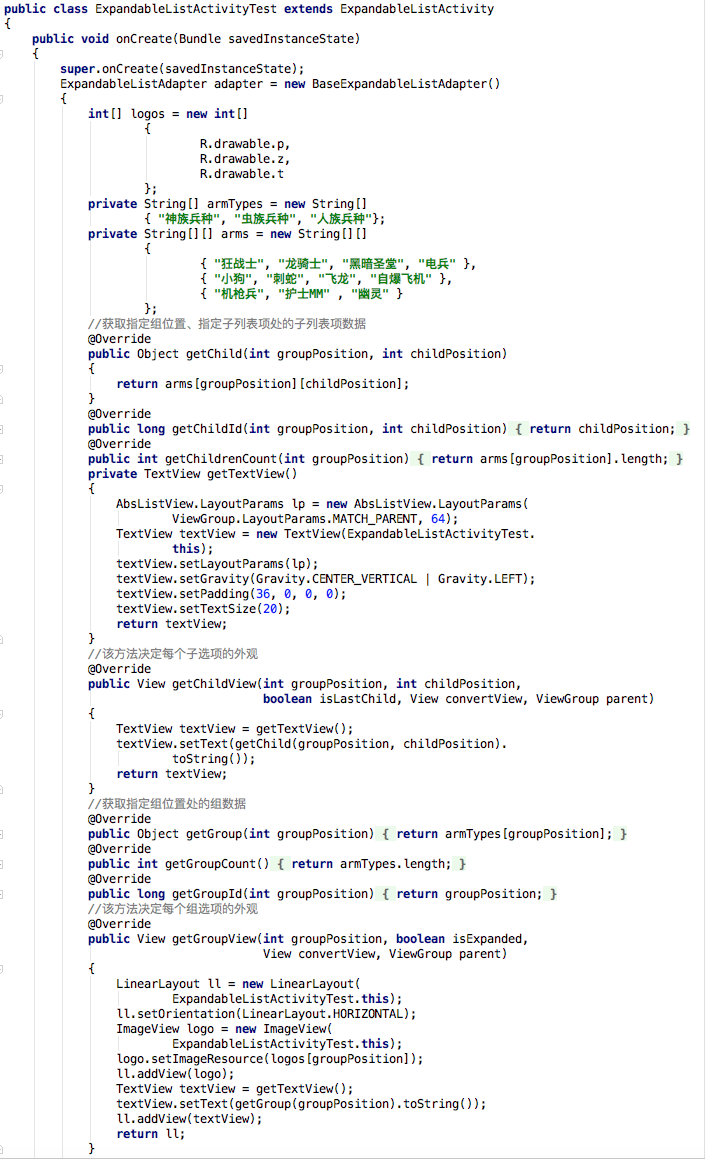 public class ExpandableListActivityTest extends ExpandableListActivity
{
    public void onCreate(Bundle savedInstanceState)
    {
        super.onCreate(savedInstanceState);
        ExpandableListAdapter adapter = new BaseExpandableListAdapter()
        {
            int[] logos = new int[]
                    {
                            R.drawable.p,
                            R.drawable.z,
                            R.drawable.t
                    };
            private String[] armTypes = new String[]
                    { "神族兵种", "虫族兵种", "人族兵种"};
            private String[][] arms = new String[][]
                    {
                            { "狂战士", "龙骑士", "黑暗圣堂", "电兵" },
                            { "小狗", "刺蛇", "飞龙", "自爆飞机" },
                            { "机枪兵", "护士MM" , "幽灵" }
                    };
            //获取指定组位置、指定子列表项处的子列表项数据
            @Override
            public Object getChild(int groupPosition, int childPosition)
            {
                return arms[groupPosition][childPosition];
            }
            @Override
            public long getChildId(int groupPosition, int childPosition) { return childPosition; }
            @Override
            public int getChildrenCount(int groupPosition) { return arms[groupPosition].length; }
            private TextView getTextView()
            {
                AbsListView.LayoutParams lp = new AbsListView.LayoutParams(
                        ViewGroup.LayoutParams.MATCH_PARENT, 64);
                TextView textView = new TextView(ExpandableListActivityTest.
                        this);
                textView.setLayoutParams(lp);
                textView.setGravity(Gravity.CENTER_VERTICAL | Gravity.LEFT);
                textView.setPadding(36, 0, 0, 0);
                textView.setTextSize(20);
                return textView;
            }
            //该方法决定每个子选项的外观
            @Override
            public View getChildView(int groupPosition, int childPosition,
                                     boolean isLastChild, View convertView, ViewGroup parent)
            {
                TextView textView = getTextView();
                textView.setText(getChild(groupPosition, childPosition).
                        toString());
                return textView;
            }
            //获取指定组位置处的组数据
            @Override
            public Object getGroup(int groupPosition) { return armTypes[groupPosition]; }
            @Override
            public int getGroupCount() { return armTypes.length; }
            @Override
            public long getGroupId(int groupPosition) { return groupPosition; }
            //该方法决定每个组选项的外观
            @Override
            public View getGroupView(int groupPosition, boolean isExpanded,
                                     View convertView, ViewGroup parent)
            {
                LinearLayout ll = new LinearLayout(
                        ExpandableListActivityTest.this);
                ll.setOrientation(LinearLayout.HORIZONTAL);
                ImageView logo = new ImageView(
                        ExpandableListActivityTest.this);
                logo.setImageResource(logos[groupPosition]);
                ll.addView(logo);
                TextView textView = getTextView();
                textView.setText(getGroup(groupPosition).toString());
                ll.addView(textView);
                return ll;
            }